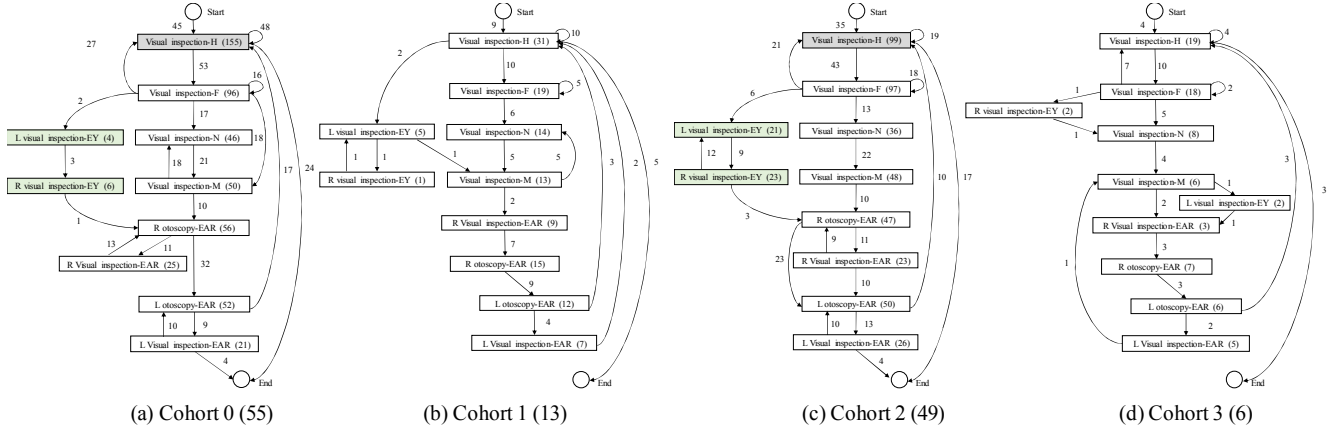 Start
45
48
Visual inspection-H (155)
27
53
16
Visual inspection-F (96)
2
17
L visual inspection-EY (4)
Visual inspection-N (46)
18
3
18
21
17
24
R visual inspection-EY (6)
Visual inspection-M (50)
10
1
R otoscopy-EAR (56)
13
11
R Visual inspection-EAR (25)
32
L otoscopy-EAR (52)
10
9
L Visual inspection-EAR (21)
4
End
(a) Cohort 0 (55)
Start
9
10
Visual inspection-H (31)
2
10
Visual inspection-F (19)
5
6
L visual inspection-EY (5)
Visual inspection-N (14)
1
1
1
5
5
3
2
5
R visual inspection-EY (1)
Visual inspection-M (13)
2
R Visual inspection-EAR (9)
7
R otoscopy-EAR (15)
9
L otoscopy-EAR (12)
4
L Visual inspection-EAR (7)
End
(b) Cohort 1 (13)
Start
35
19
Visual inspection-H (99)
21
43
18
Visual inspection-F (97)
6
13
L visual inspection-EY (21)
Visual inspection-N (36)
12
9
22
R visual inspection-EY (23)
Visual inspection-M (48)
10
10
17
3
R otoscopy-EAR (47)
23
9
11
R Visual inspection-EAR (23)
10
L otoscopy-EAR (50)
10
13
L Visual inspection-EAR (26)
4
End
(c) Cohort 2 (49)
Start
4
4
Visual inspection-H (19)
7
10
Visual inspection-F (18)
2
1
R visual inspection-EY (2)
5
1
Visual inspection-N (8)
4
3
3
Visual inspection-M (6)
1
2
L visual inspection-EY (2)
R Visual inspection-EAR (3)
1
3
1
R otoscopy-EAR (7)
3
L otoscopy-EAR (6)
2
L Visual inspection-EAR (5)
End
(d) Cohort 3 (6)